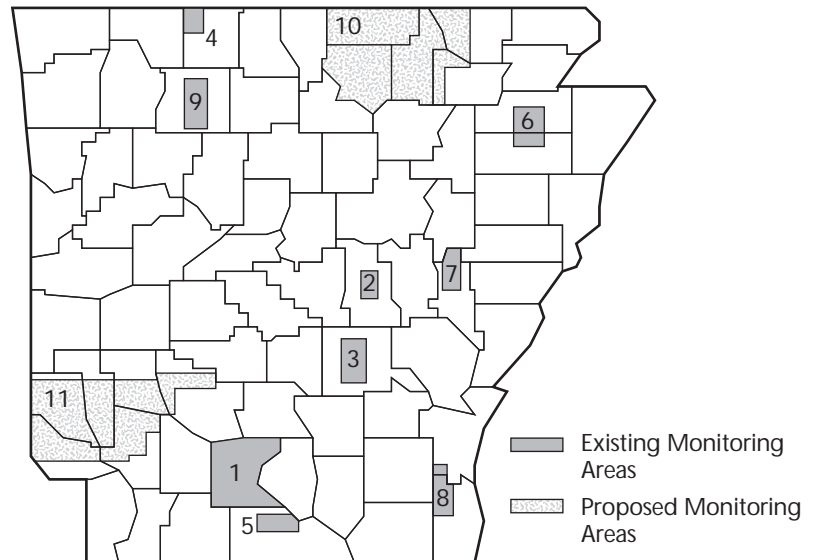 10
4
9
6
2
7
3
11
1
8
5
Existing Monitoring
Areas
Proposed Monitoring
Areas